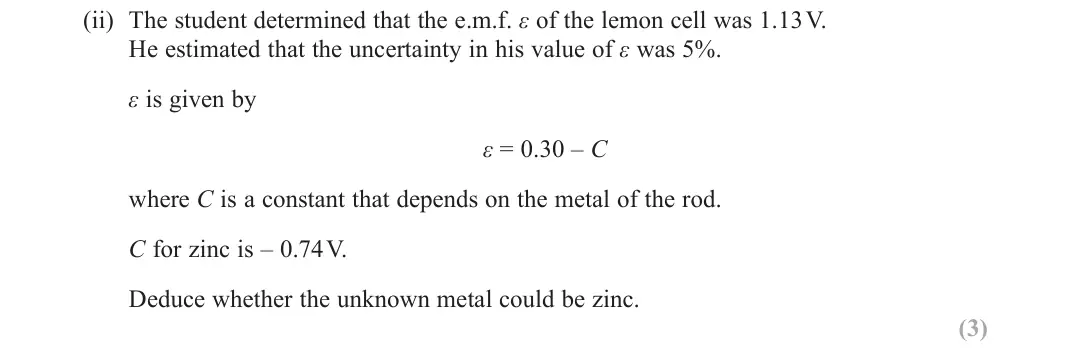 (ii) The student determined that the e.m.f. ε of the lemon cell was 1.13 V.
He estimated that the uncertainty in his value of ε was 5%.
ε is given by
ε = 0.30 – C
where C is a constant that depends on the metal of the rod.
C for zinc is – 0.74 V.
Deduce whether the unknown metal could be zinc.
(3)